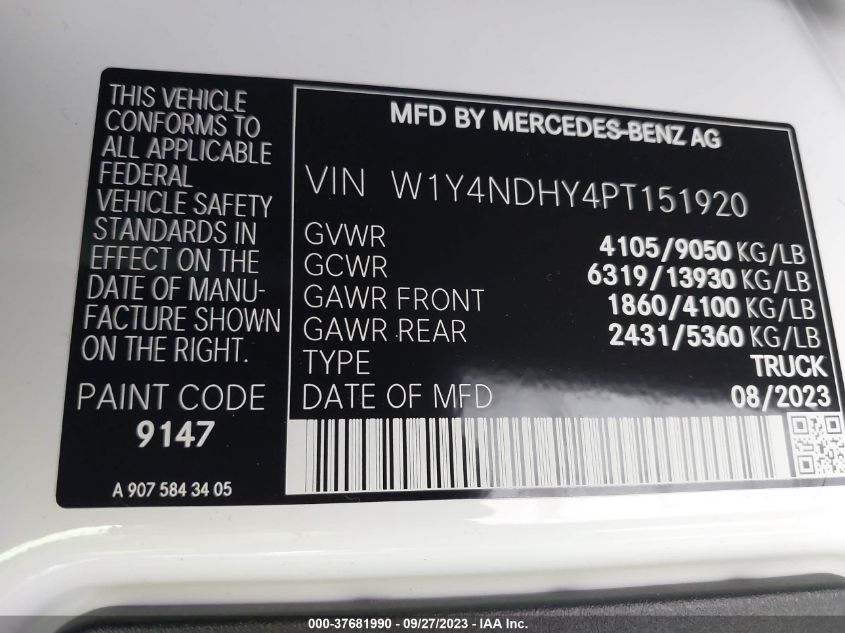 THIS VEHICLE
CONFORMS TO
ALL APPLICABLE
FEDERAL
VEHICLE SAFETY
STANDARDS IN
EFFECT ON THE
DATE OF MANU-
FACTURE SHOWN
ON THE RIGHT.
PAINT CODE
9147
A 907 584 34 05
MFD BY MERCEDES-BENZ AG
VIN W1Y4NDHY4PT151920
GVWR 4105/9050 KG/LB
GCWR 6319/13930 KG/LB
GAWR FRONT 1860/4100 KG/LB
GAWR REAR 2431/5360 KG/LB
TYPE TRUCK
DATE OF MFD 08/2023
000-37681990 - 09/27/2023 - IAA Inc.